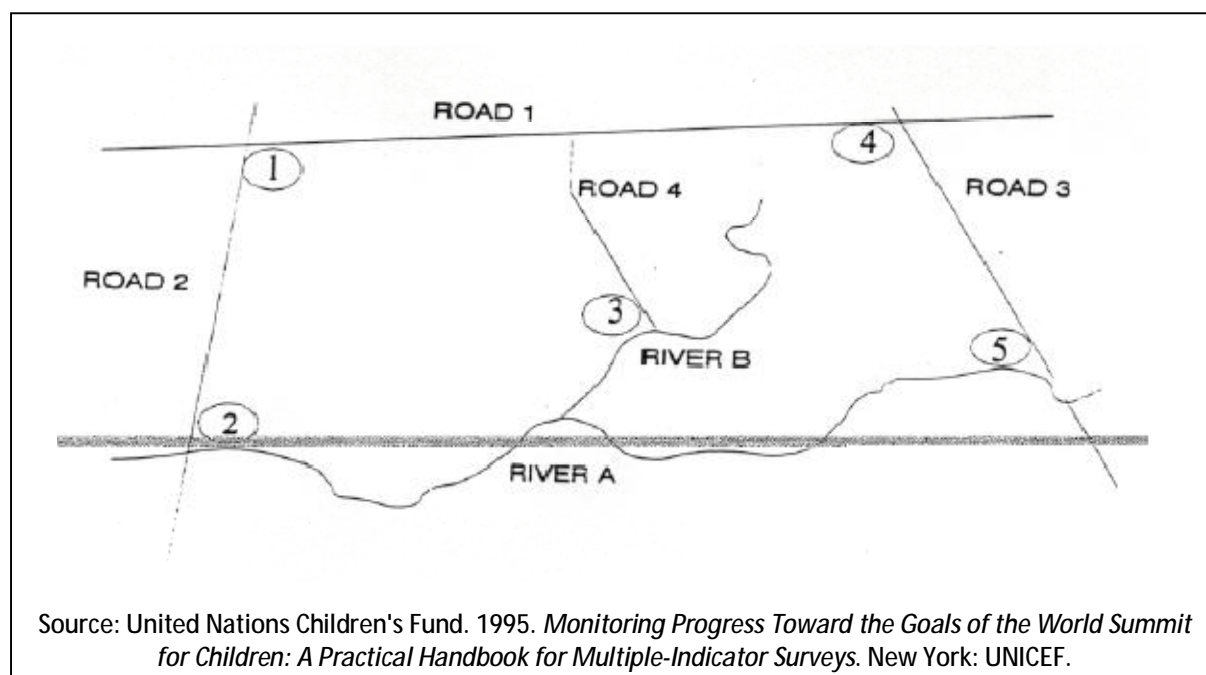 ROAD 1
1
4
ROAD 4
ROAD 3
ROAD 2
3
RIVER B
5
2
RIVER A
Source: United Nations Children's Fund. 1995. Monitoring Progress Toward the Goals of the World Summit
for Children: A Practical Handbook for Multiple-Indicator Surveys. New York: UNICEF.